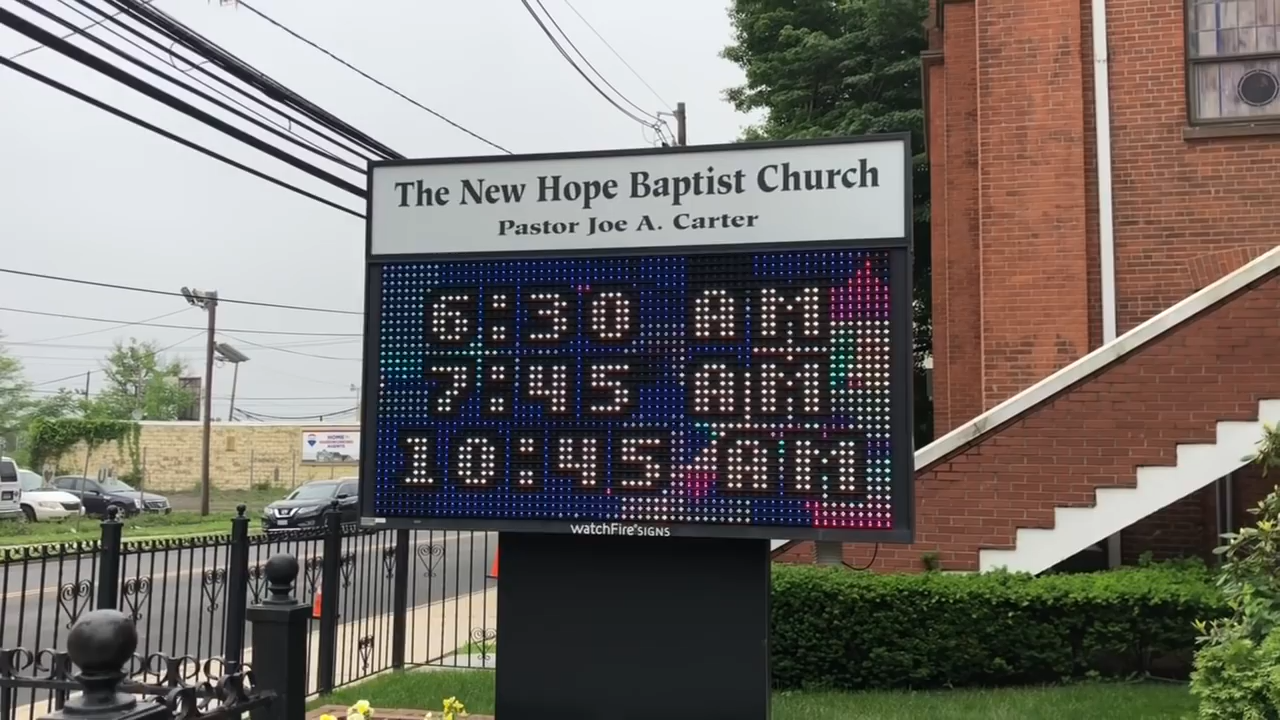 The New Hope Baptist Church
Pastor Joe A. Carter
6:30 AM
7:45 AM
10:45 AM
watchFire SIGNS